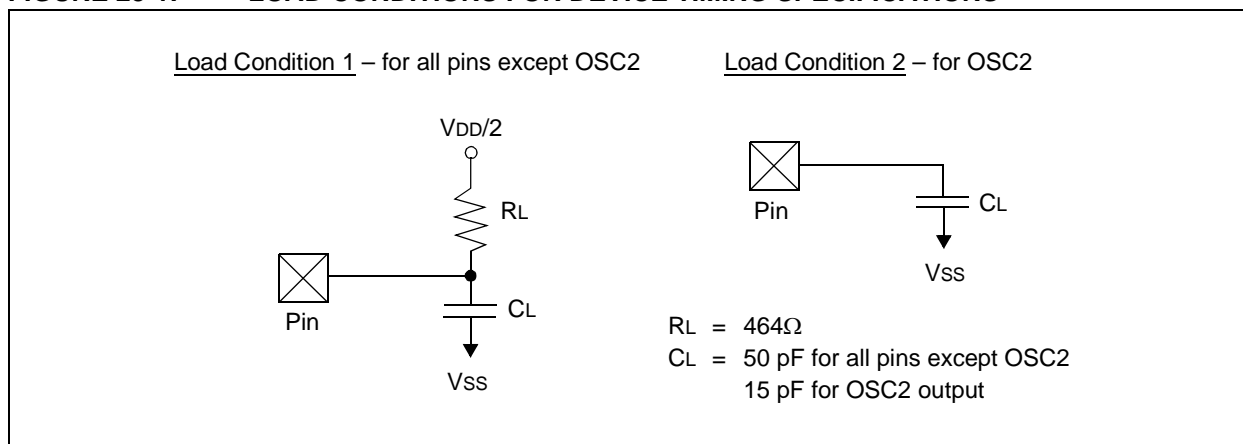 Load Condition 1 – for all pins except OSC2
Load Condition 2 – for OSC2
VDD/2
RL
Pin
CL
VSS
Pin
CL
VSS
RL = 464Ω
CL = 50 pF for all pins except OSC2
15 pF for OSC2 output